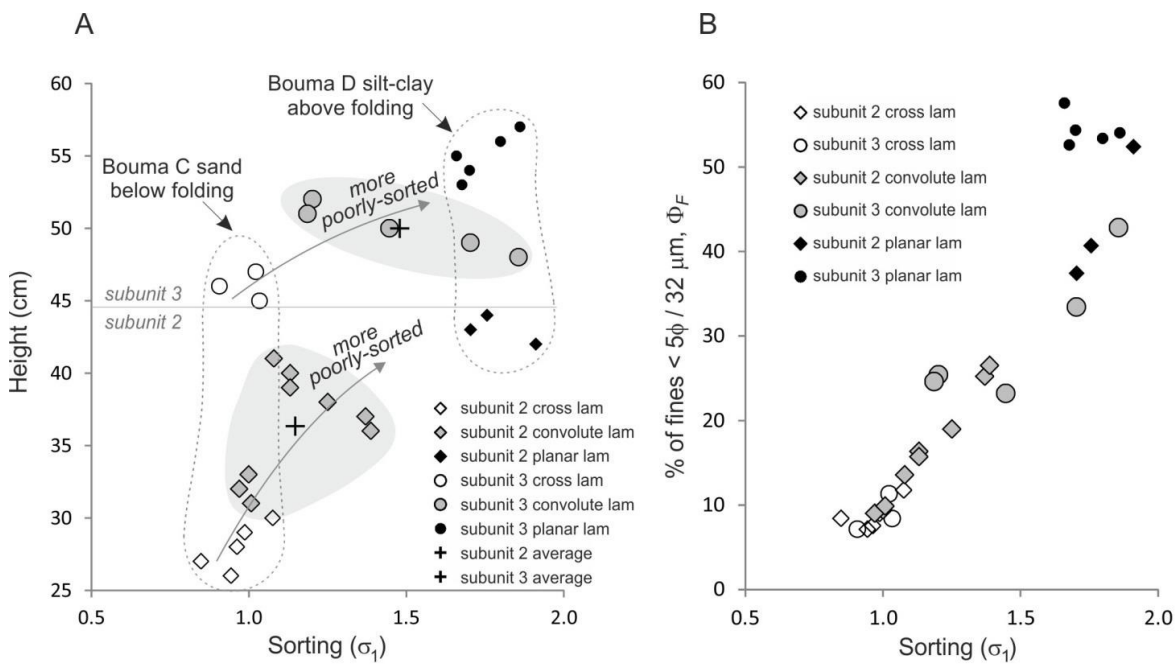 A
B
Bouma D silt-clay
above folding
Bouma C sand
below folding
more
poorly-sorted
subunit 3
subunit 2
more
poorly-sorted
subunit 2 cross lam
subunit 2 convolute lam
subunit 2 planar lam
subunit 3 cross lam
subunit 3 convolute lam
subunit 3 planar lam
subunit 2 average
subunit 3 average
Height (cm)
60
55
50
45
40
35
30
25
0.5
1.0
1.5
2.0
Sorting (σ₁)
subunit 2 cross lam
subunit 3 cross lam
subunit 2 convolute lam
subunit 3 convolute lam
subunit 2 planar lam
subunit 3 planar lam
% of fines < 5ϕ / 32 μm, Φ_F
60
50
40
30
20
10
0
0.5
1.0
1.5
2.0
Sorting (σ₁)